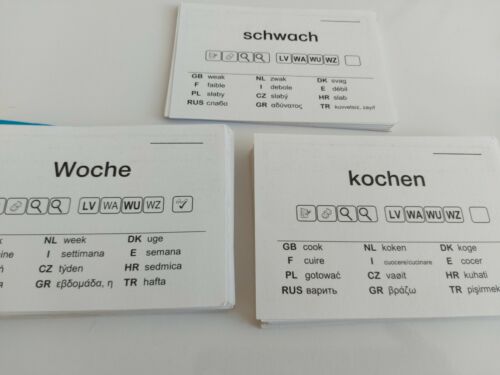 schwach
LV WA WU WZ
GB weak NL zwak DK svag
F faible I debole E débil
PL słaby CZ slabý HR slab
RUS слабо GR αδύνατος TR kuvvetsiz, zayıf
Woche
LV WA WU WZ
NL week DK uge
I settimana E semana
CZ týden HR sedmica
GR εβδομάδα, η TR hafta
kochen
LV WA WU WZ
GB cook NL koken DK koge
F cuire I cuocere/cucinare E cocer
PL gotować CZ vaait HR kuhati
RUS варить GR βράζω TR pişirmek